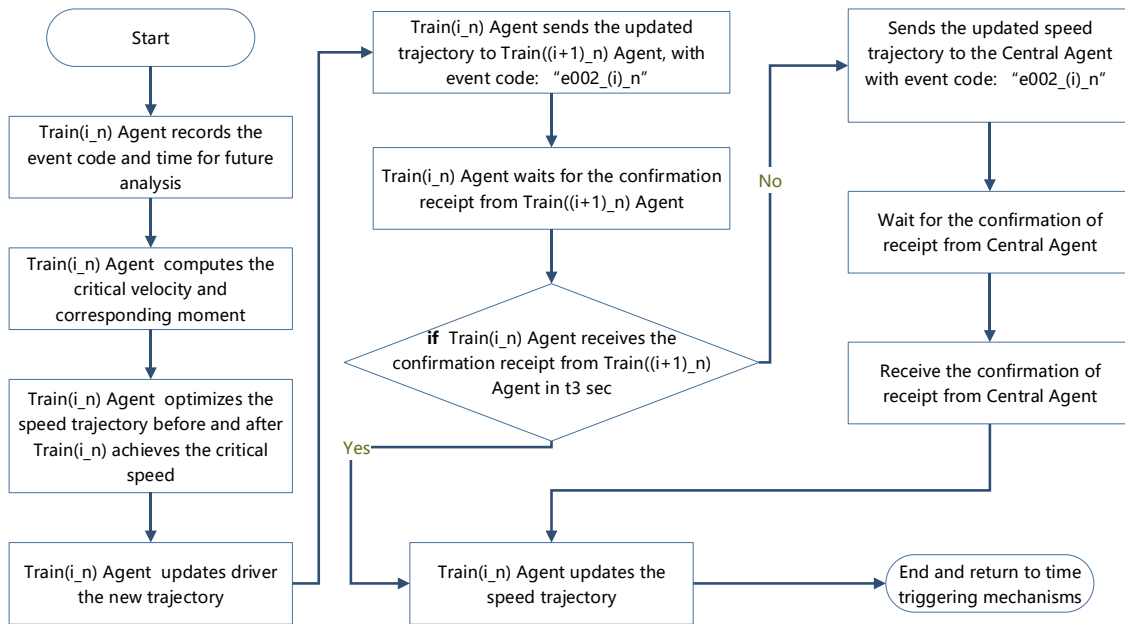 Start
Train(i_n) Agent records the
event code and time for future
analysis
Train(i_n) Agent computes the
critical velocity and
corresponding moment
Train(i_n) Agent optimizes the
speed trajectory before and after
Train(i_n) achieves the critical
speed
Train(i_n) Agent updates driver
the new trajectory
Train(i_n) Agent sends the updated
trajectory to Train((i+1)_n) Agent, with
event code: “e002_(i)_n”
Train(i_n) Agent waits for the confirmation
receipt from Train((i+1)_n) Agent
if Train(i_n) Agent receives the
confirmation receipt from Train((i+1)_n)
Agent in t3 sec
Yes
No
Train(i_n) Agent updates the
speed trajectory
Sends the updated speed
trajectory to the Central Agent
with event code: “e002_(i)_n”
Wait for the confirmation of
receipt from Central Agent
Receive the confirmation of
receipt from Central Agent
End and return to time
triggering mechanisms